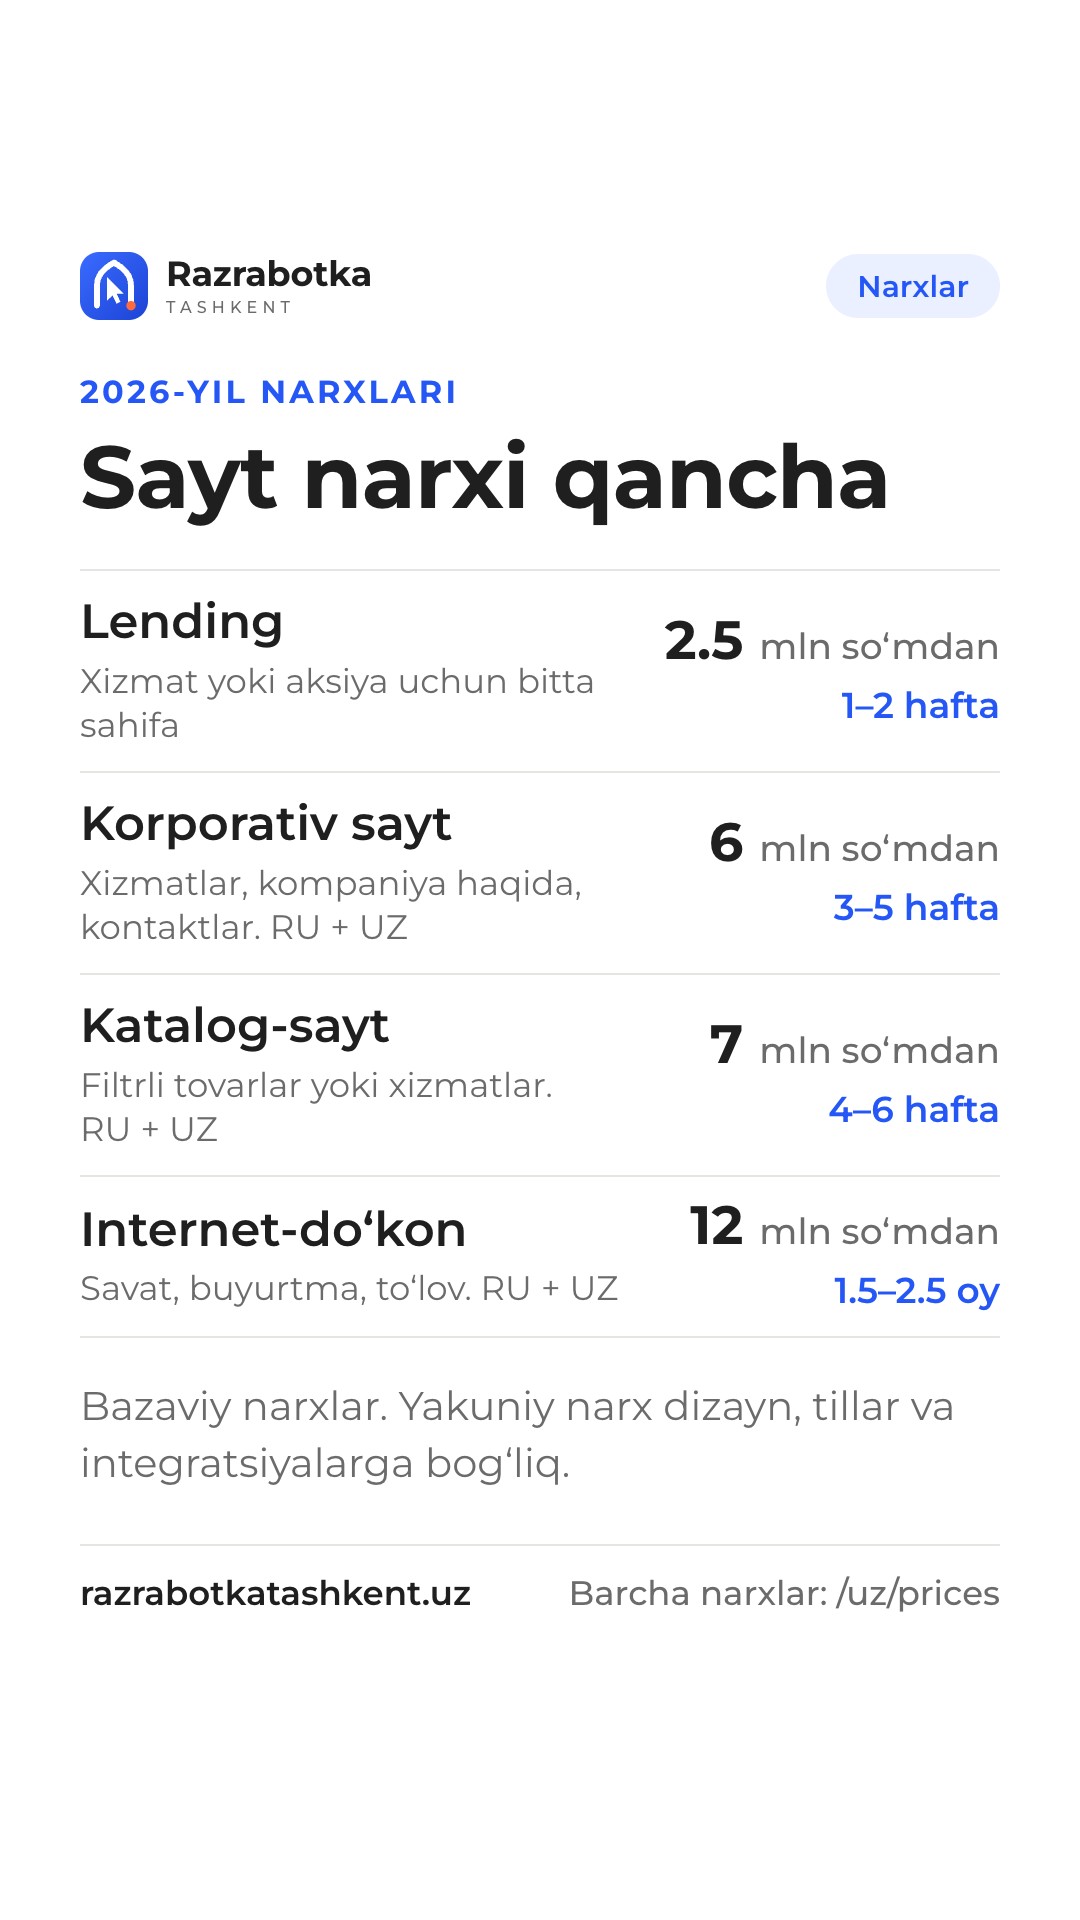 Razrabotka
TASHKENT
Narxlar
2026-YIL NARXLARI
Sayt narxi qancha
Lending
Xizmat yoki aksiya uchun bitta
sahifa
2.5 mln so‘mdan
1–2 hafta
Korporativ sayt
Xizmatlar, kompaniya haqida,
kontaktlar. RU + UZ
6 mln so‘mdan
3–5 hafta
Katalog-sayt
Filtrli tovarlar yoki xizmatlar.
RU + UZ
7 mln so‘mdan
4–6 hafta
Internet-do‘kon
Savat, buyurtma, to‘lov. RU + UZ
12 mln so‘mdan
1.5–2.5 oy
Bazaviy narxlar. Yakuniy narx dizayn, tillar va
integratsiyalarga bog‘liq.
razrabotkatashkent.uz
Barcha narxlar: /uz/prices